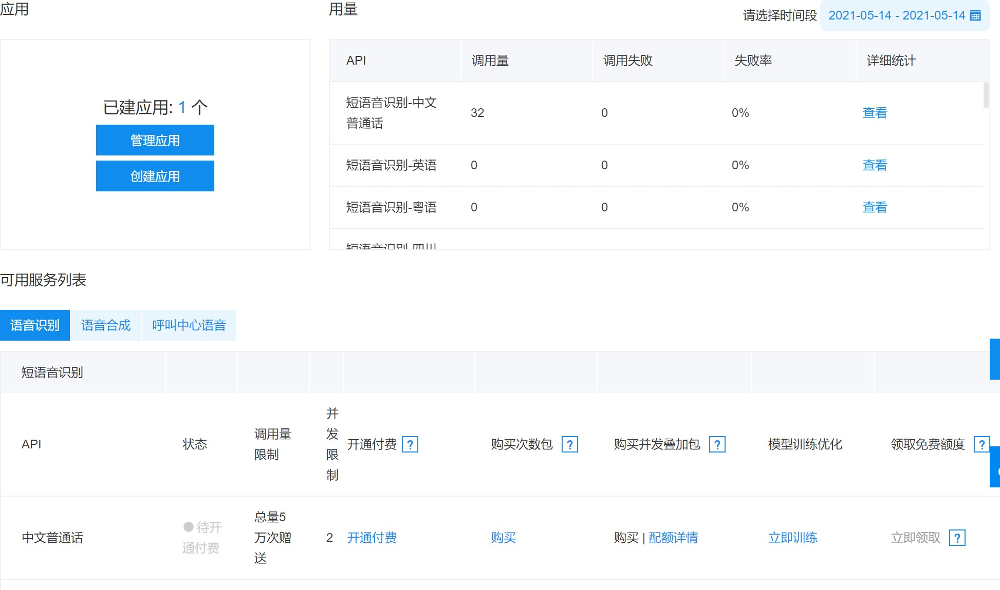 应用
用量
请选择时间段 2021-05-14 - 2021-05-14
已建应用: 1 个
管理应用
创建应用
API 调用量 调用失败 失败率 详细统计
短语音识别-中文
普通话
32 0 0% 查看
短语音识别-英语 0 0 0% 查看
短语音识别-粤语 0 0 0% 查看
短语音识别-四川
可用服务列表
语音识别 语音合成 呼叫中心语音
短语音识别
API
状态
调用量
限制
并
发
限
制
开通付费 ?
购买次数包 ?
购买并发叠加包 ?
模型训练优化
领取免费额度 ?
中文普通话
待开
通付费
总量5
万次赠
送
2
开通付费
购买
购买 | 配额详情
立即训练
立即领取 ?